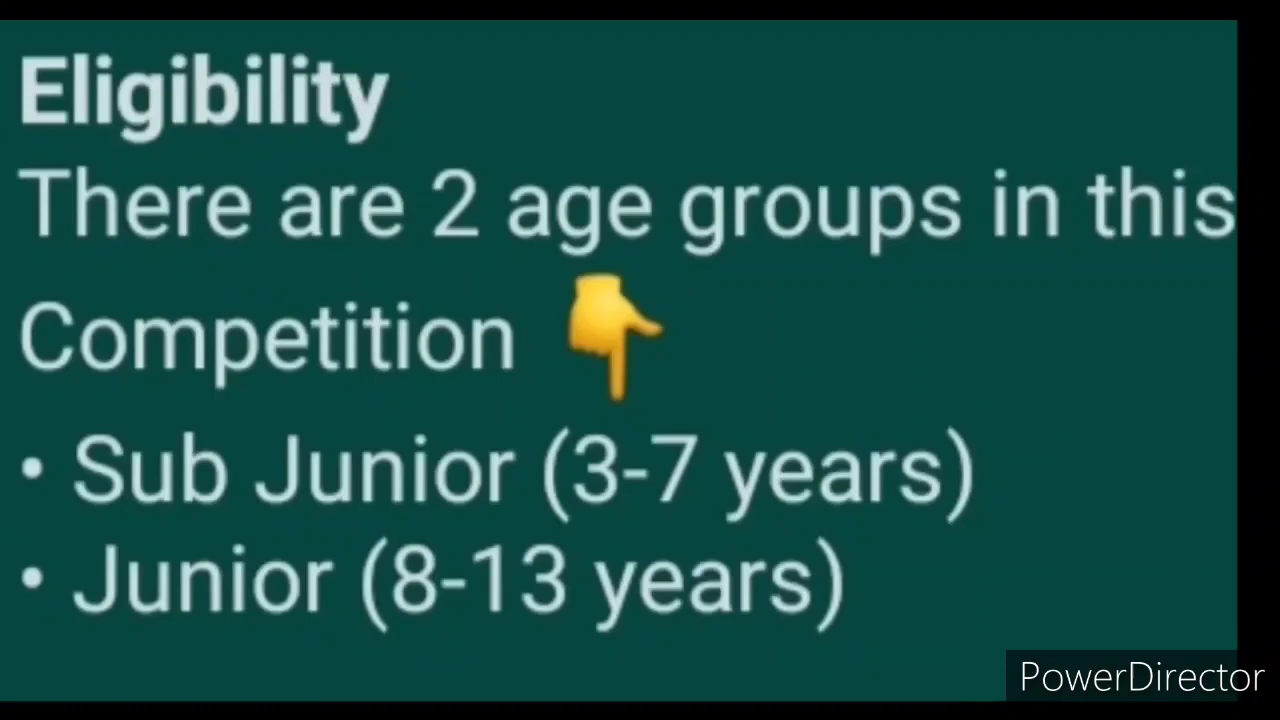 Eligibility
There are 2 age groups in this
Competition 👇
• Sub Junior (3-7 years)
• Junior (8-13 years)
PowerDirector